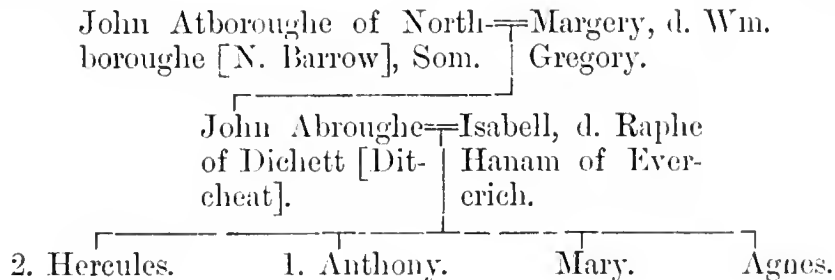 John Atboroughe of North-═Margery, d. Wm.
boroughe [N. Barrow], Som. Gregory.
John Abroughe═Isabell, d. Raphe
of Dichett [Dit- Hanam of Ever-
cheat]. crich.
2. Hercules. 1. Anthony. Mary. Agnes.